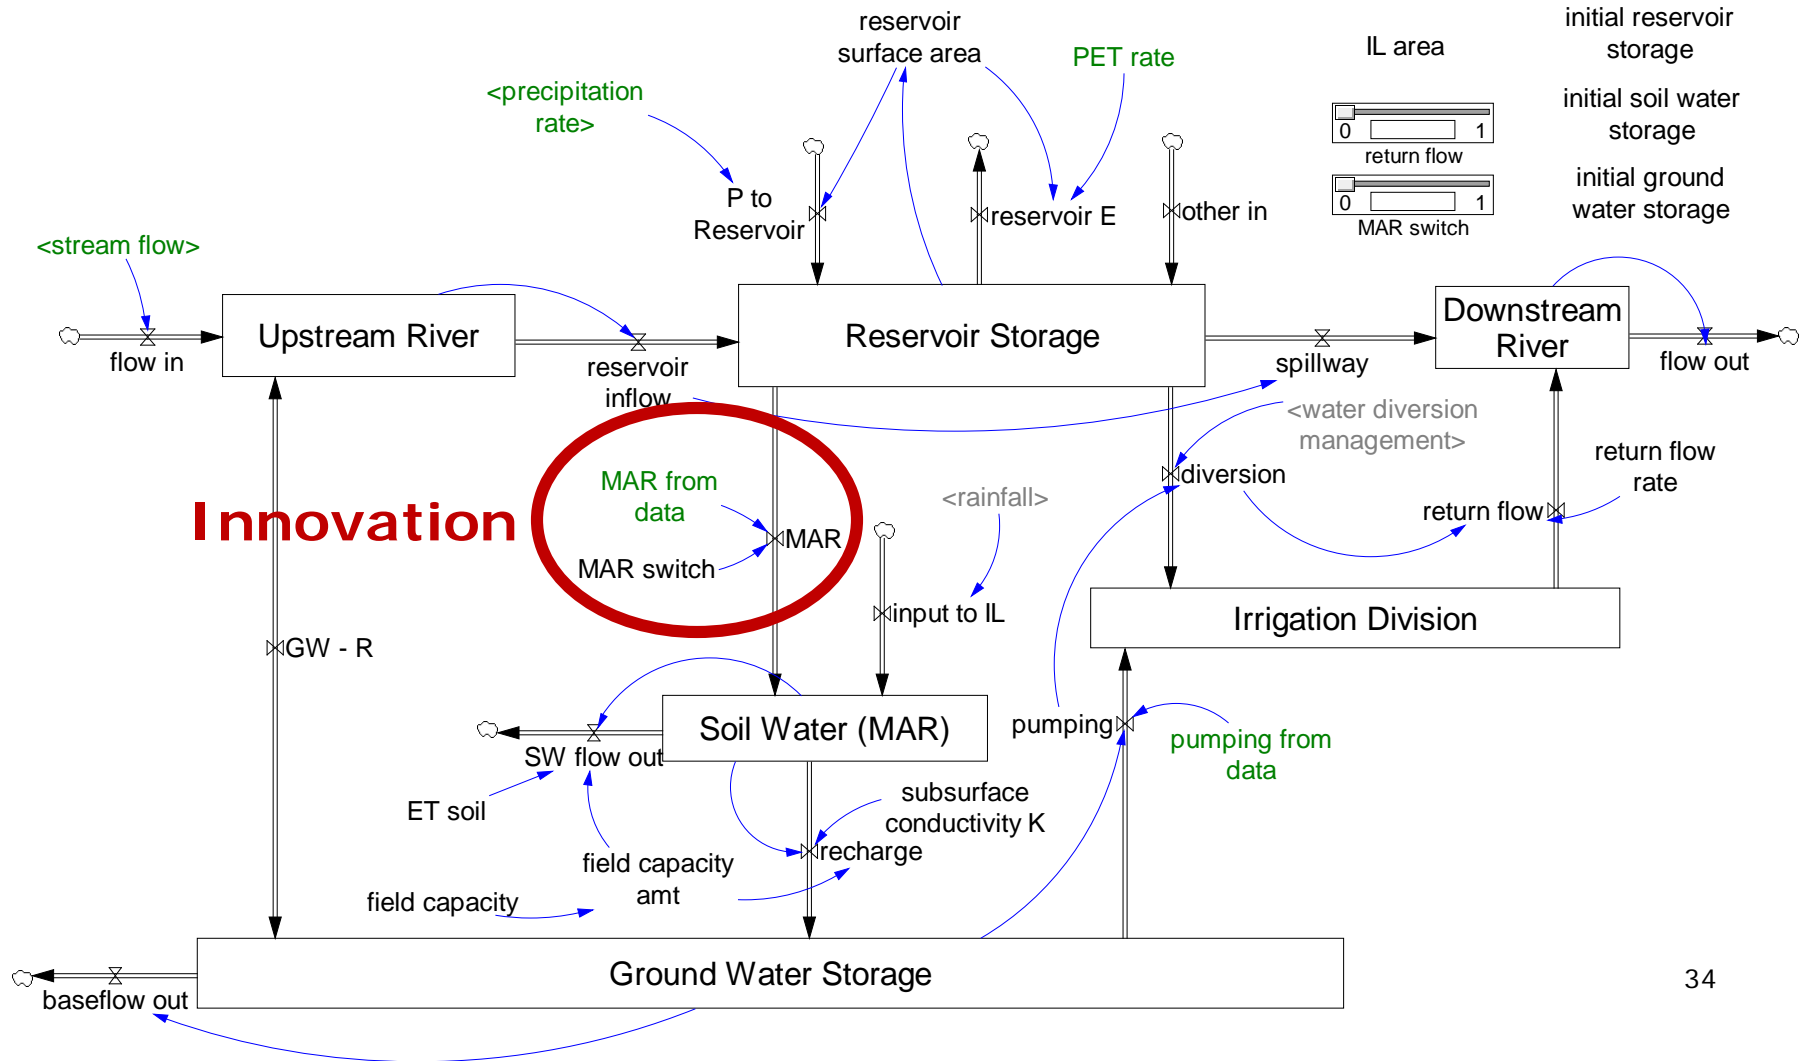 reservoir
surface area
PET rate
IL area
initial reservoir
storage
<precipitation
rate>
0 1
return flow
initial soil water
storage
0 1
MAR switch
initial ground
water storage
P to
Reservoir
reservoir E
other in
<stream flow>
flow in
Upstream River
reservoir
inflow
Reservoir Storage
spillway
Downstream
River
flow out
<water diversion
management>
diversion
return flow
rate
return flow
Innovation
MAR from
data
MAR
MAR switch
<rainfall>
input to IL
Irrigation Division
GW - R
Soil Water (MAR)
SW flow out
ET soil
pumping
pumping from
data
subsurface
conductivity K
recharge
field capacity
amt
field capacity
Ground Water Storage
baseflow out
34